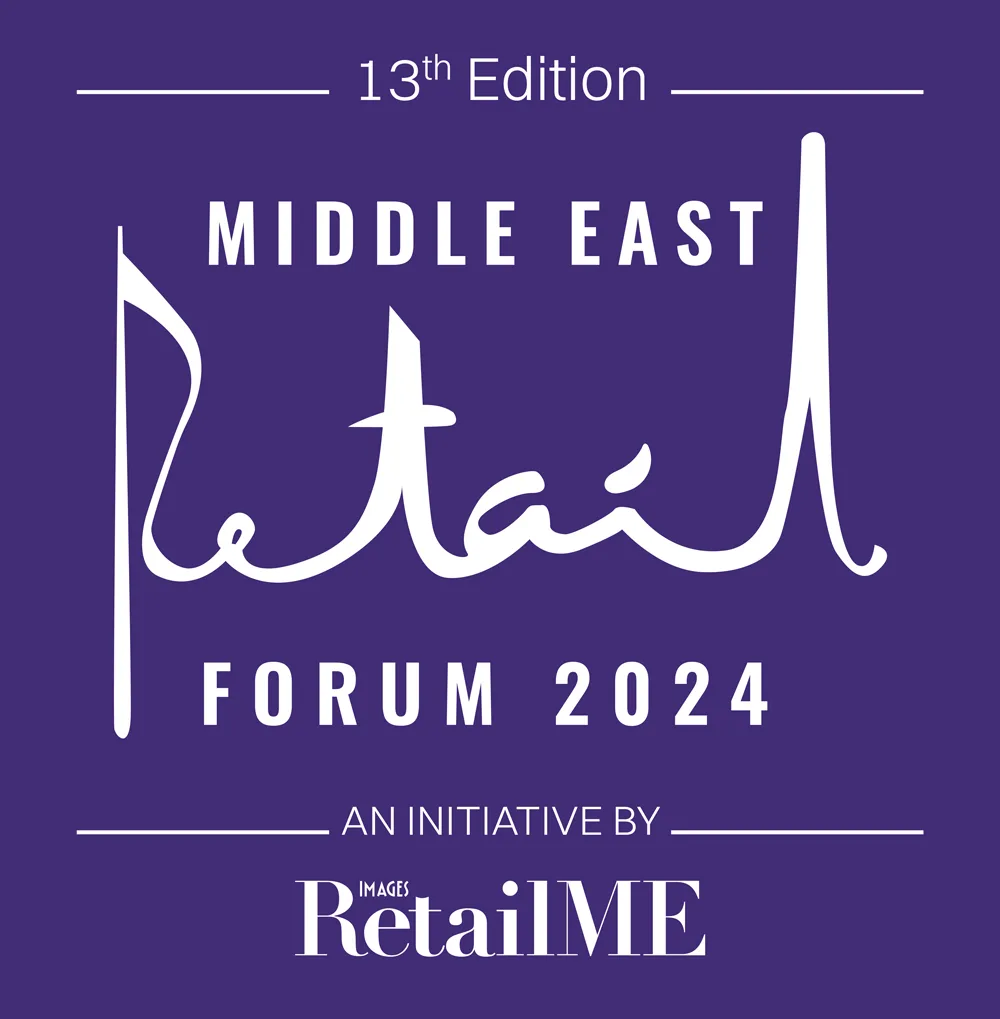 13th Edition
MIDDLE EAST
Retail
FORUM 2024
AN INITIATIVE BY
IMAGES
RetailME